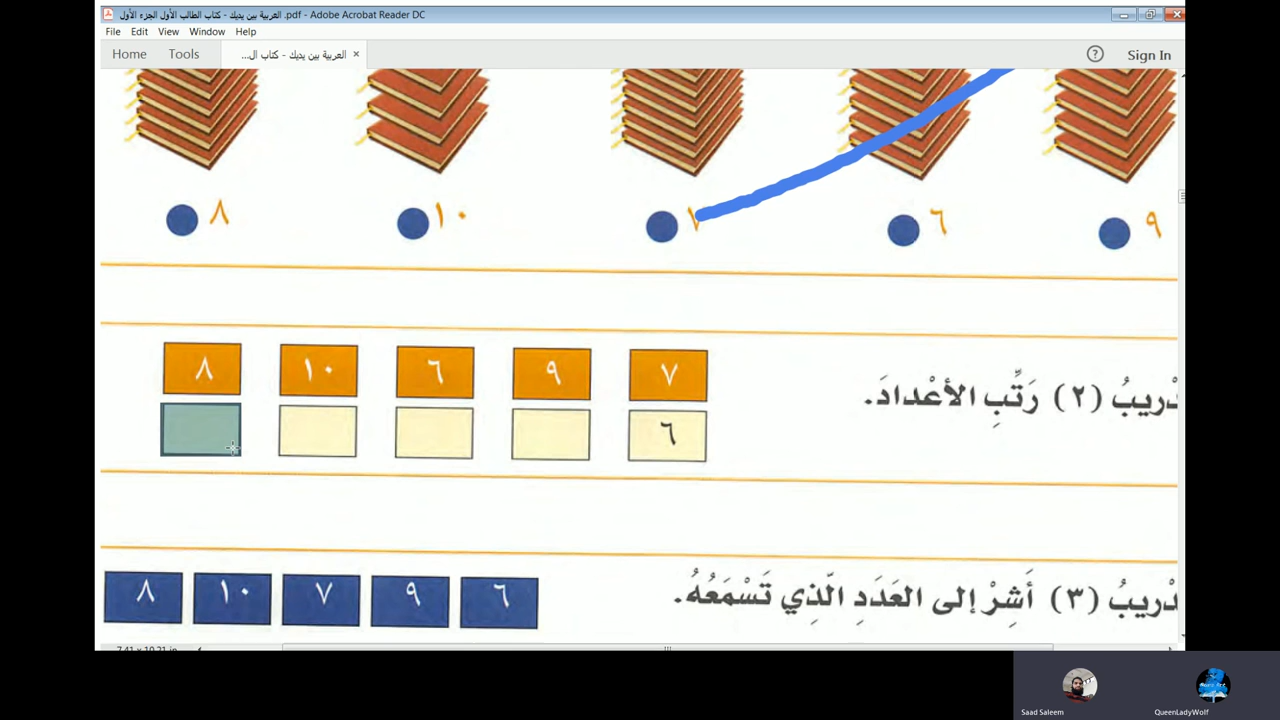 العربية بين يديك - كتاب الطالب الأول الجزء الأول.pdf - Adobe Acrobat Reader DC
File Edit View Window Help
Home Tools العربية بين يديك - كتاب ال... × ? Sign In
٩ ٦ ٧ ١٠ ٨
دْريبُ (٢) رَتِّبِ الأعْدادَ.
٧ ٩ ٦ ١٠ ٨
٦
دْريبُ (٣) أَشِرْ إلى العَدَدِ الّذِي تَسْمَعُهُ.
٦ ٩ ٧ ١٠ ٨
Saad Saleem
QueenLadyWolf